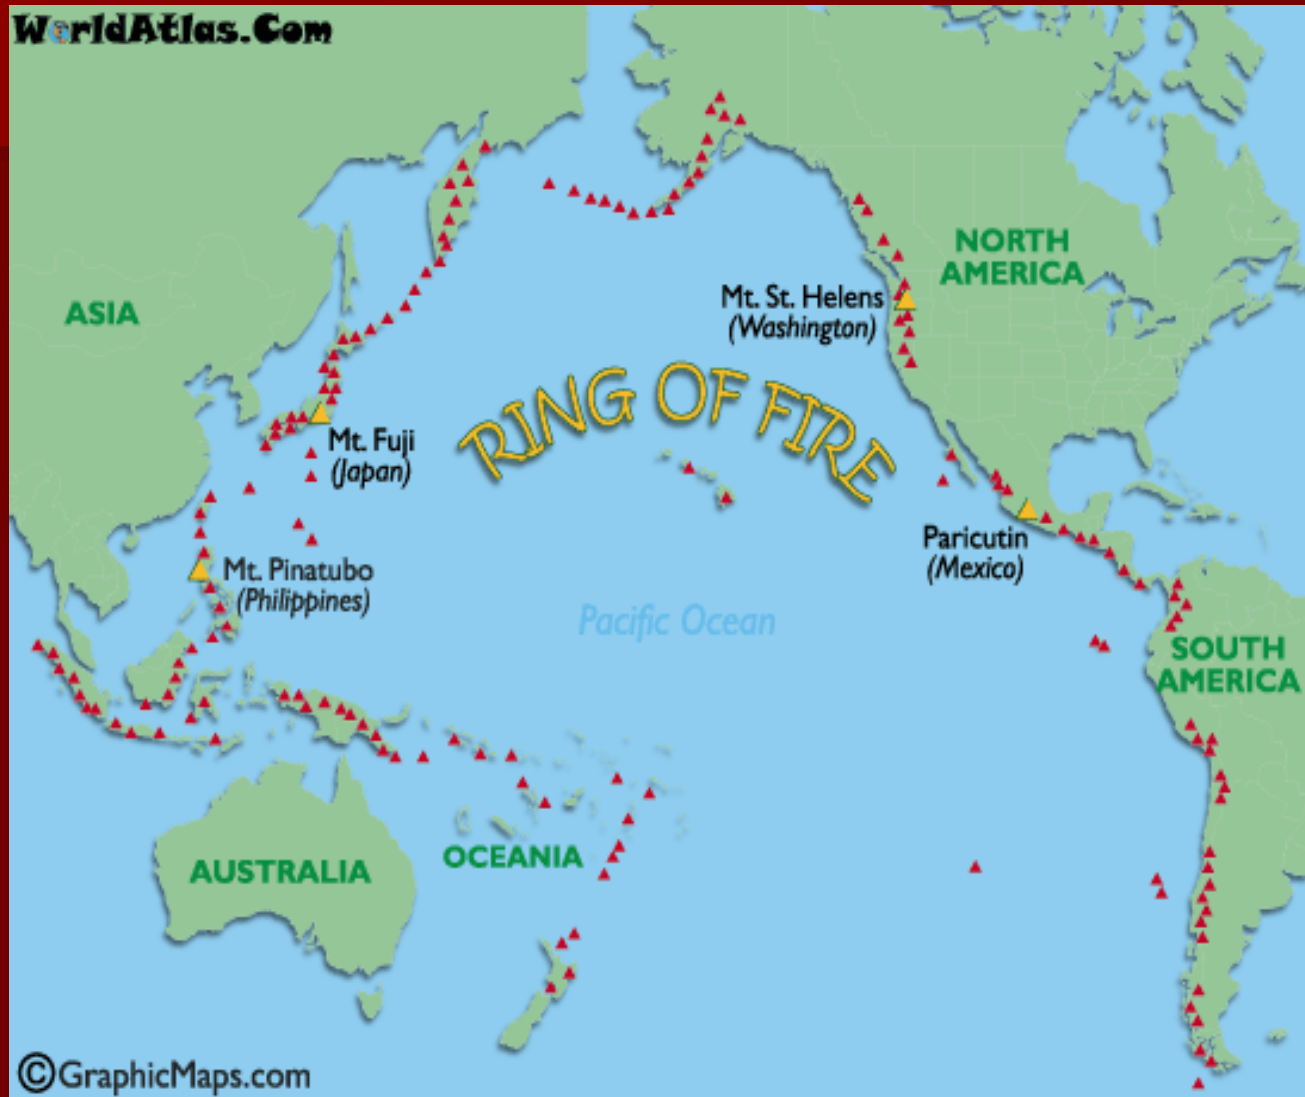 WorldAtlas.Com
NORTH
AMERICA
ASIA
Mt. St. Helens
(Washington)
RING OF FIRE
Mt. Fuji
(Japan)
Paricutin
(Mexico)
Mt. Pinatubo
(Philippines)
Pacific Ocean
SOUTH
AMERICA
OCEANIA
AUSTRALIA
©GraphicMaps.com